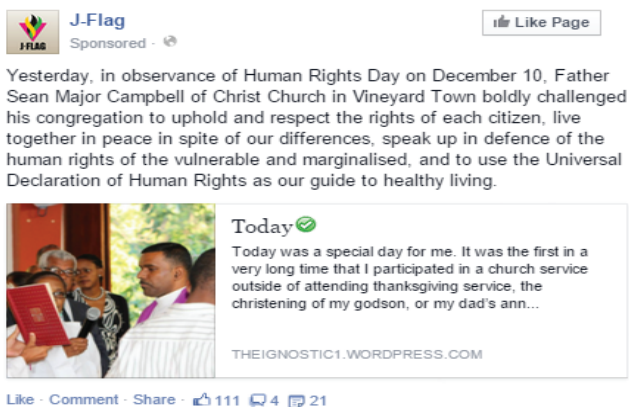 J-FLAG
J-Flag
Sponsored ·
Like Page
Yesterday, in observance of Human Rights Day on December 10, Father
Sean Major Campbell of Christ Church in Vineyard Town boldly challenged
his congregation to uphold and respect the rights of each citizen, live
together in peace in spite of our differences, speak up in defence of the
human rights of the vulnerable and marginalised, and to use the Universal
Declaration of Human Rights as our guide to healthy living.
Today
Today was a special day for me. It was the first in a
very long time that I participated in a church service
outside of attending thanksgiving service, the
christening of my godson, or my dad's ann...
THEIGNOSTIC1.WORDPRESS.COM
Like · Comment · Share · 111 4 21